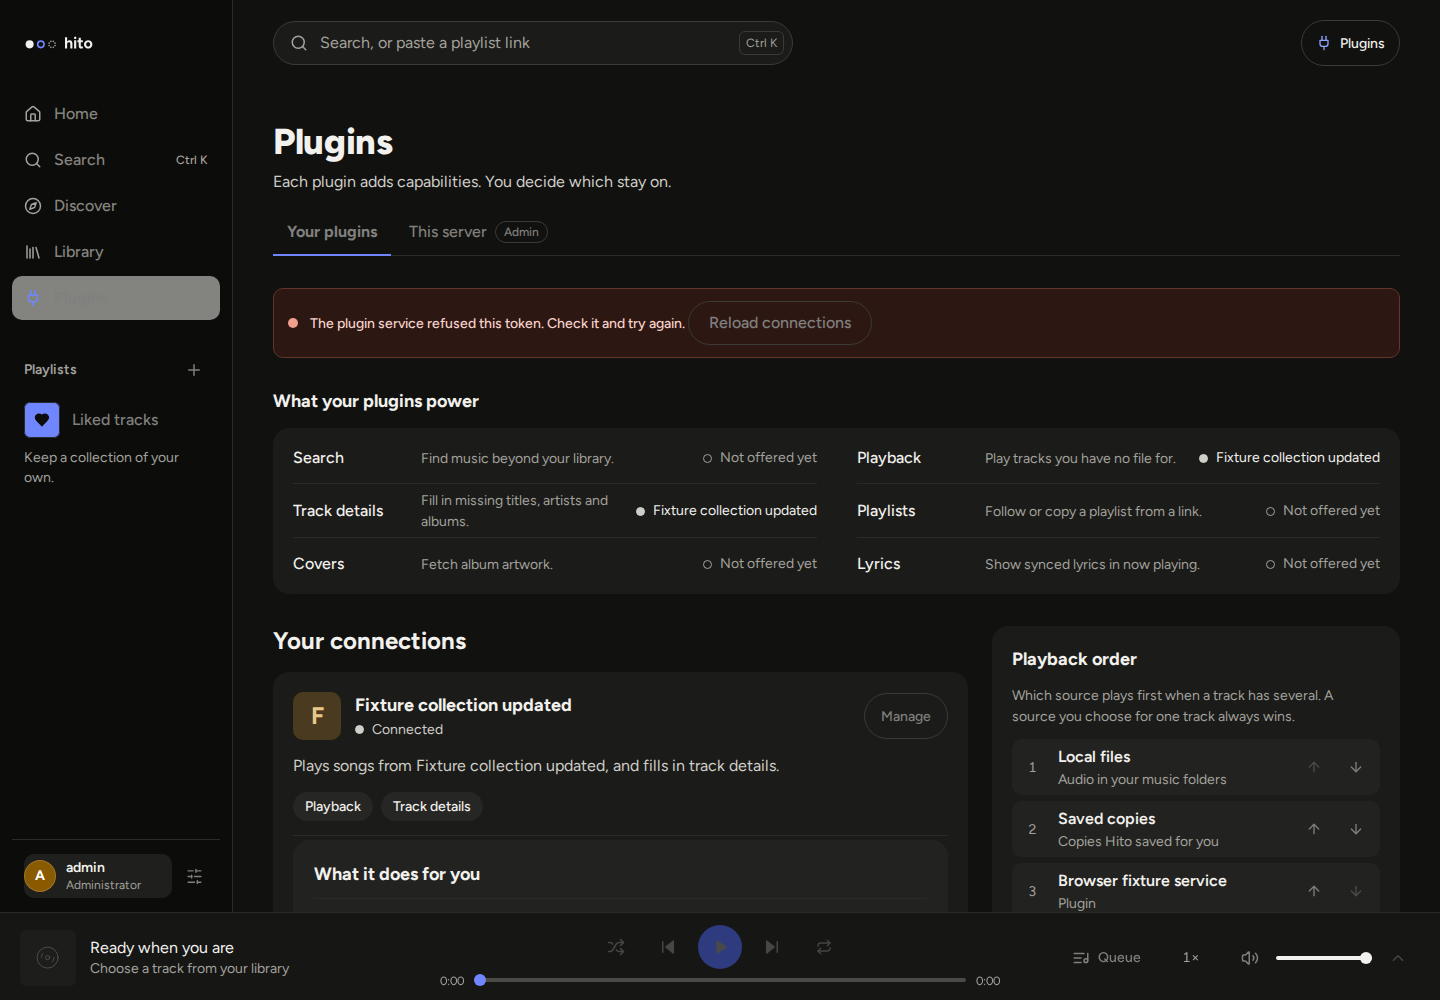 hito
Search, or paste a playlist link
Ctrl K
Plugins
Home
Search
Ctrl K
Discover
Library
Plugins
Playlists
Liked tracks
Keep a collection of your
own.
admin
Administrator
A
Plugins
Each plugin adds capabilities. You decide which stay on.
Your plugins
This server
Admin
The plugin service refused this token. Check it and try again.
Reload connections
What your plugins power
Search
Find music beyond your library.
Not offered yet
Playback
Play tracks you have no file for.
Fixture collection updated
Track details
Fill in missing titles, artists and
albums.
Fixture collection updated
Playlists
Follow or copy a playlist from a link.
Not offered yet
Covers
Fetch album artwork.
Not offered yet
Lyrics
Show synced lyrics in now playing.
Not offered yet
Your connections
F
Fixture collection updated
Connected
Manage
Plays songs from Fixture collection updated, and fills in track details.
Playback
Track details
What it does for you
Playback order
Which source plays first when a track has several. A
source you choose for one track always wins.
1
Local files
Audio in your music folders
2
Saved copies
Copies Hito saved for you
3
Browser fixture service
Plugin
Ready when you are
Choose a track from your library
0:00
0:00
Queue
1×